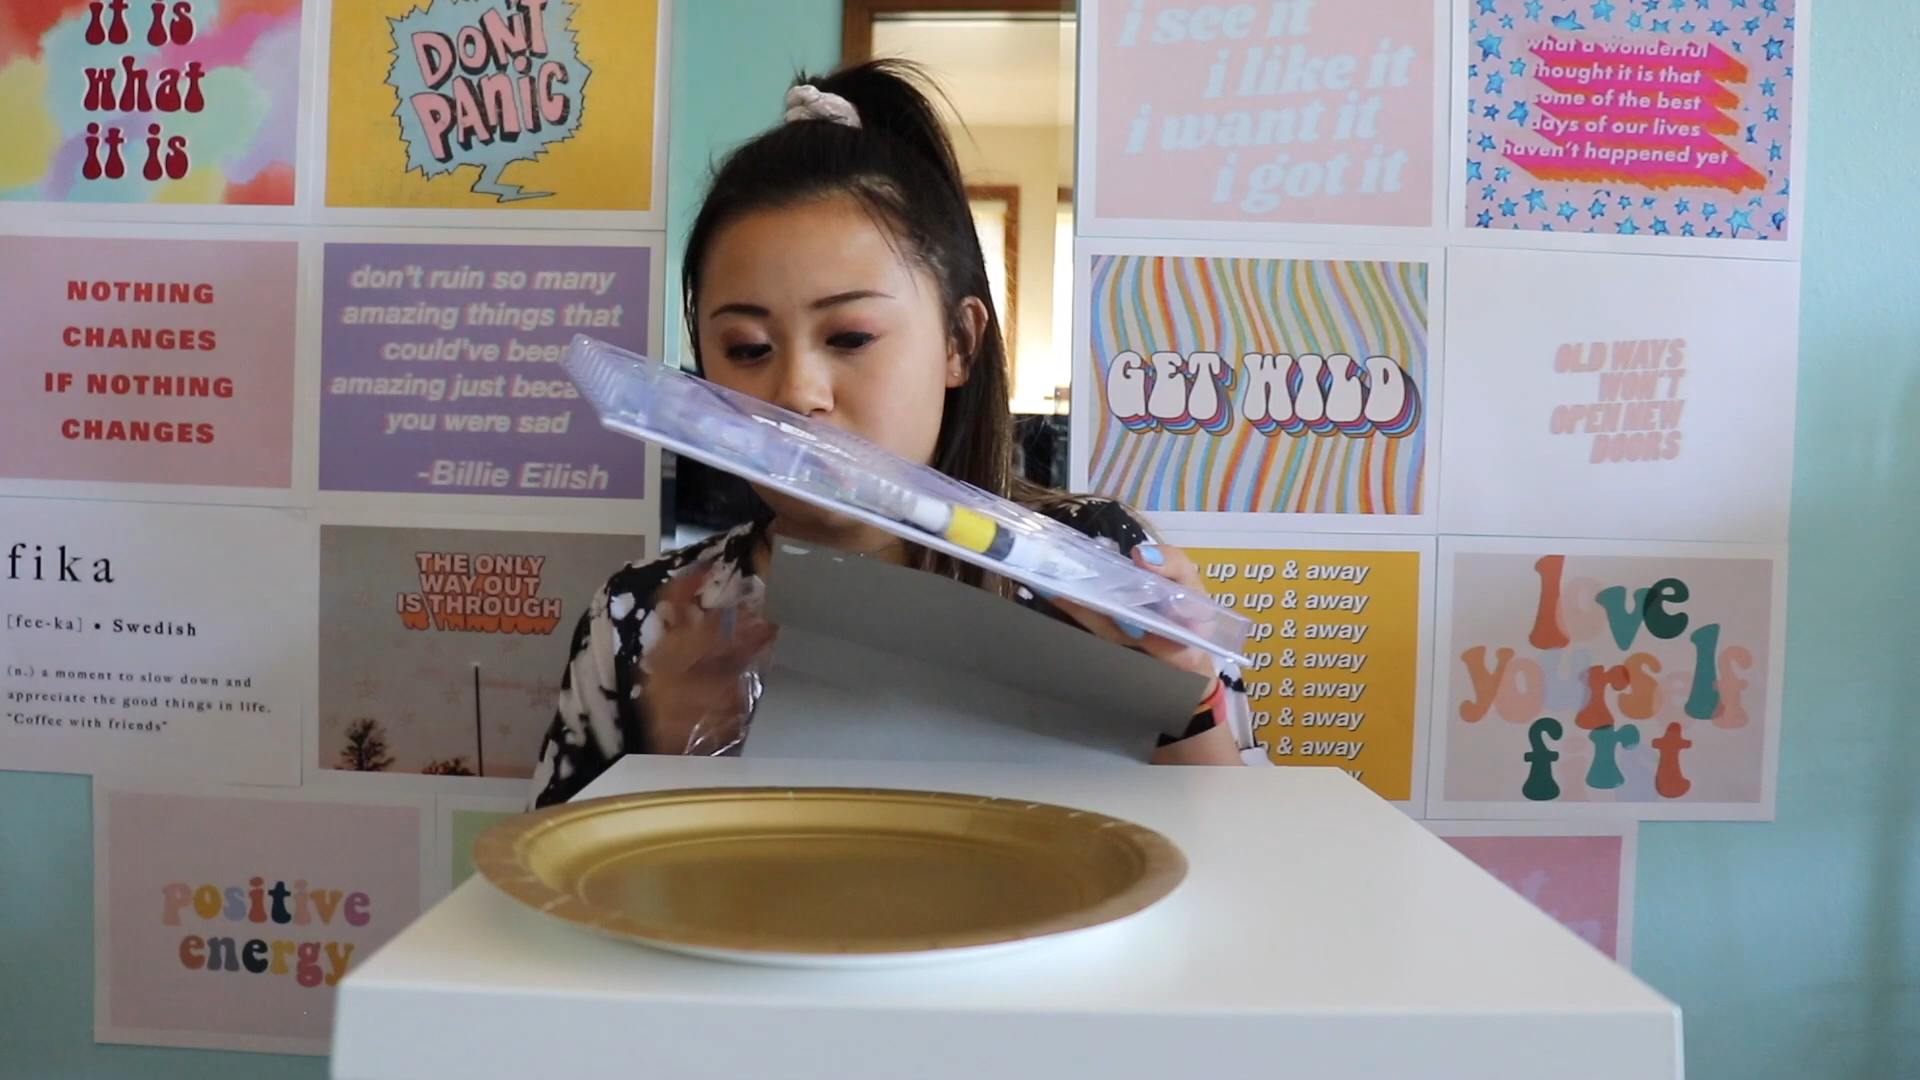 it is
what
it is
DON'T
PANIC
i see it
i like it
i want it
i got it
what a wonderful
thought it is that
some of the best
days of our lives
haven't happened yet
NOTHING
CHANGES
IF NOTHING
CHANGES
don't ruin so many
amazing things that
could've been
amazing just beca
you were sad
-Billie Eilish
GET WILD
OLD WAYS
WON'T
OPEN NEW
DOORS
fika
[fee-ka] • Swedish
(n.) a moment to slow down and
appreciate the good things in life.
"Coffee with friends"
THE ONLY
WAY OUT
IS THROUGH
up up & away
up up & away
up & away
up & away
up & away
up & away
& away
love
yourself
first
positive
energy